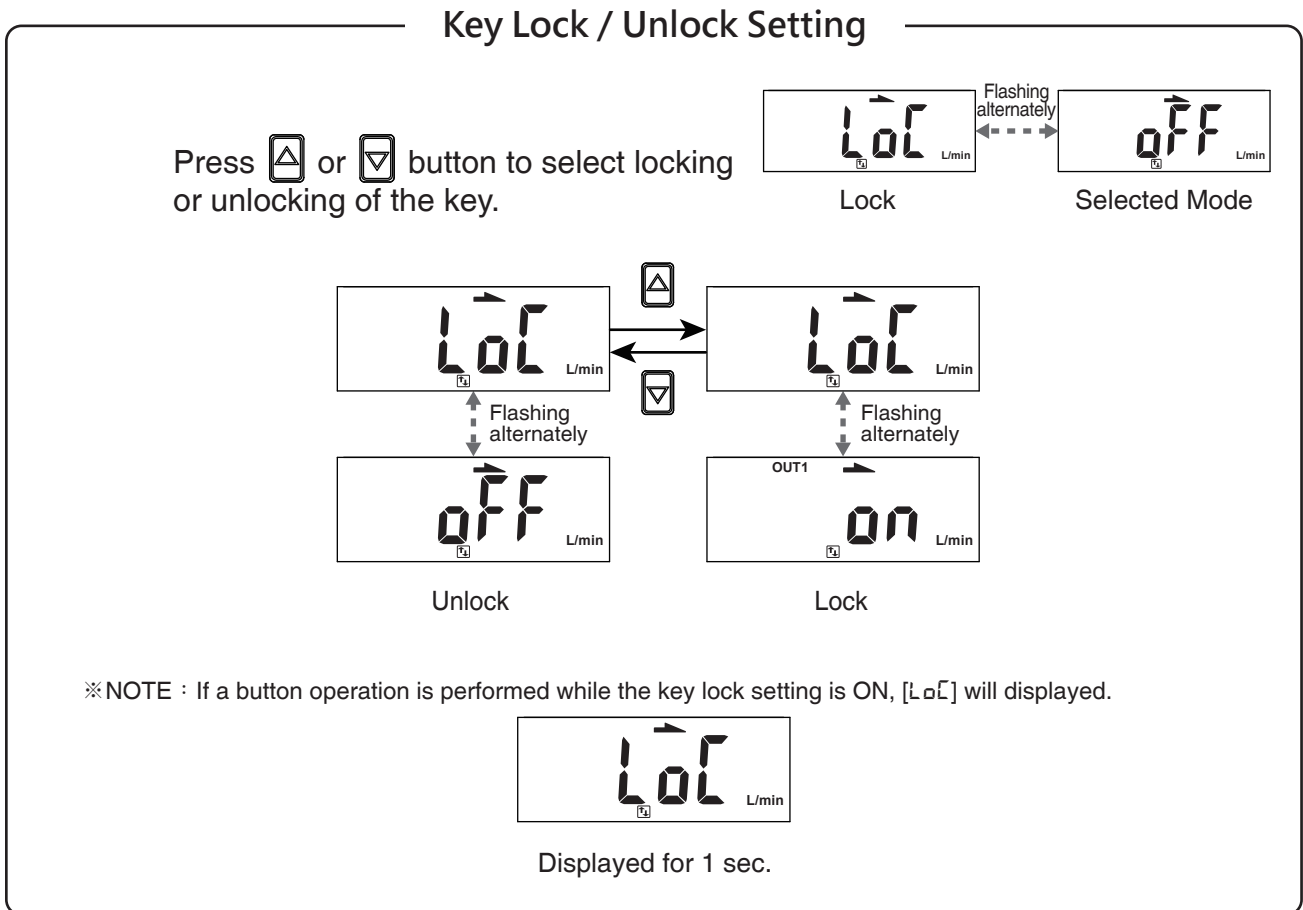 Key Lock / Unlock Setting
Press or button to select locking
or unlocking of the key.
LoC
L/min
Flashing
alternately
oFF
L/min
Lock
Selected Mode
LoC
L/min
LoC
L/min
Flashing
alternately
Flashing
alternately
oFF
L/min
OUT1
on
L/min
Unlock
Lock
※NOTE：If a button operation is performed while the key lock setting is ON, [LoC] will displayed.
LoC
L/min
Displayed for 1 sec.